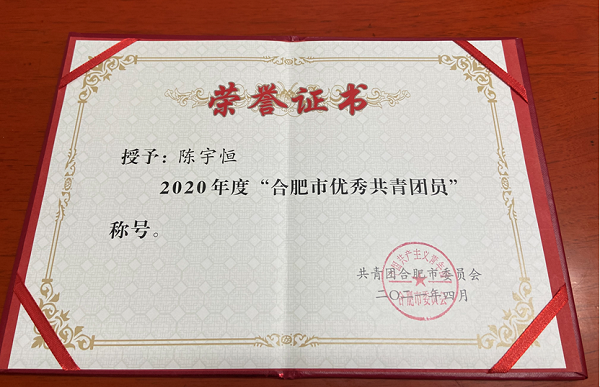 荣誉证书
授予：陈宇恒
2020年度“合肥市优秀共青团员”
称号。
共青团合肥市委员会
二〇二一年四月